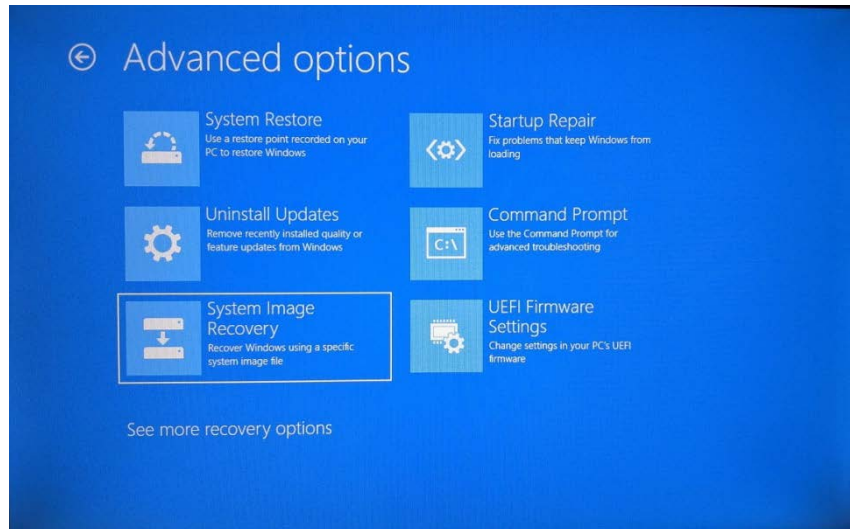 Advanced options
System Restore
Use a restore point recorded on your
PC to restore Windows
Startup Repair
Fix problems that keep Windows from
loading
Uninstall Updates
Remove recently installed quality or
feature updates from Windows
C:\
Command Prompt
Use the Command Prompt for
advanced troubleshooting
System Image
Recovery
Recover Windows using a specific
system image file
UEFI Firmware
Settings
Change settings in your PC's UEFI
firmware
See more recovery options